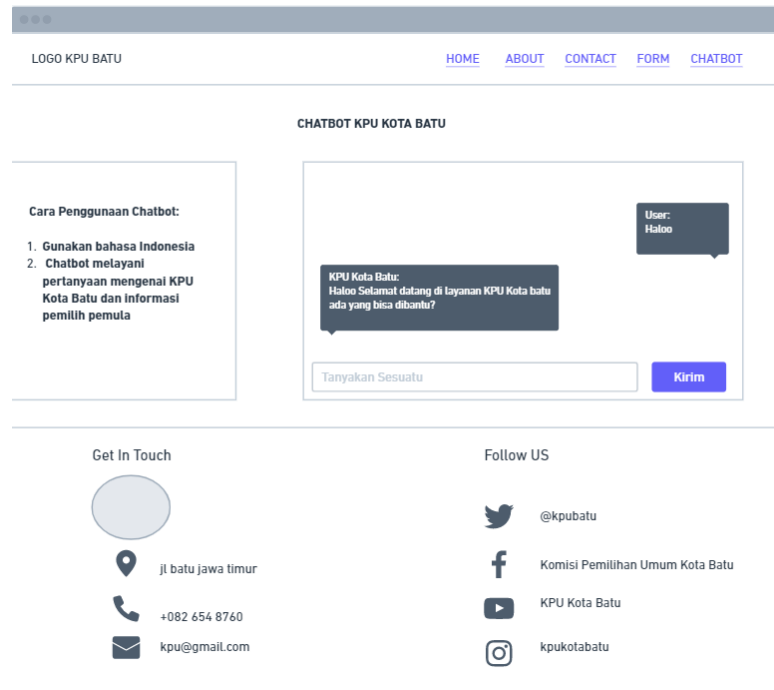 LOGO KPU BATU
HOME ABOUT CONTACT FORM CHATBOT
CHATBOT KPU KOTA BATU
Cara Penggunaan Chatbot:
1. Gunakan bahasa Indonesia
2. Chatbot melayani
pertanyaan mengenai KPU
Kota Batu dan informasi
pemilih pemula
User:
Haloo
KPU Kota Batu:
Haloo Selamat datang di layanan KPU Kota batu
ada yang bisa dibantu?
Tanyakan Sesuatu
Kirim
Get In Touch
jl batu jawa timur
+082 654 8760
kpu@gmail.com
Follow US
@kpubatu
Komisi Pemilihan Umum Kota Batu
KPU Kota Batu
kpukotabatu